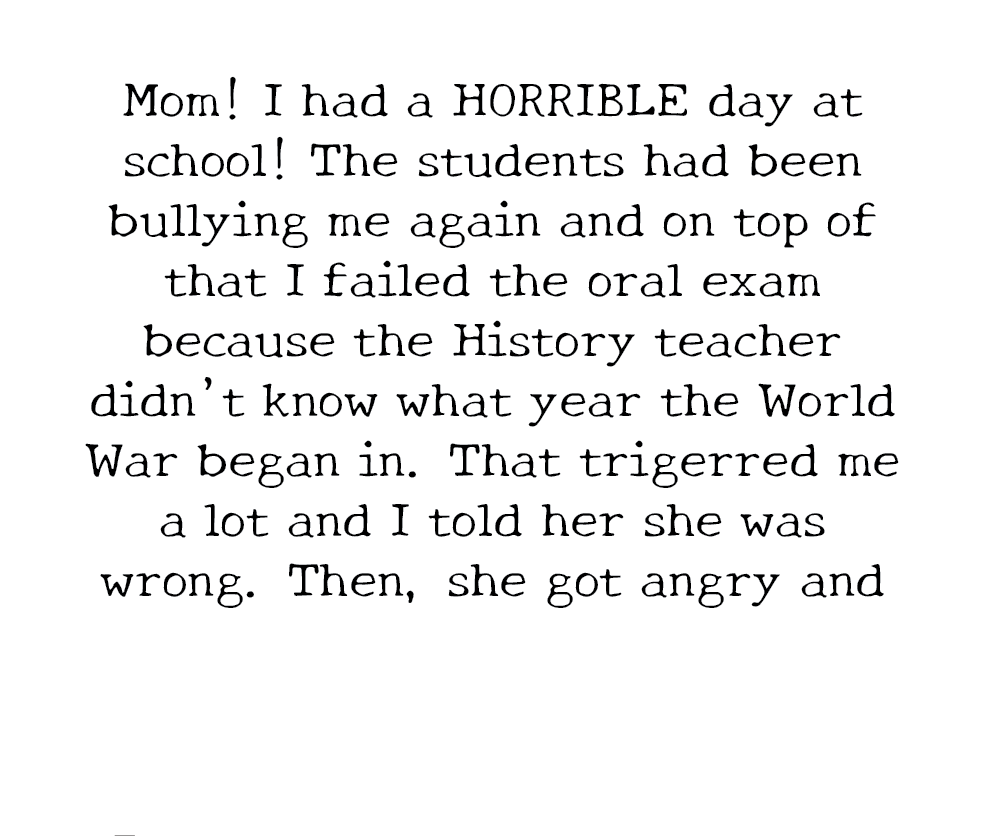 Mom! I had a HORRIBLE day at
school! The students had been
bullying me again and on top of
that I failed the oral exam
because the History teacher
didn't know what year the World
War began in. That trigerred me
a lot and I told her she was
wrong. Then, she got angry and